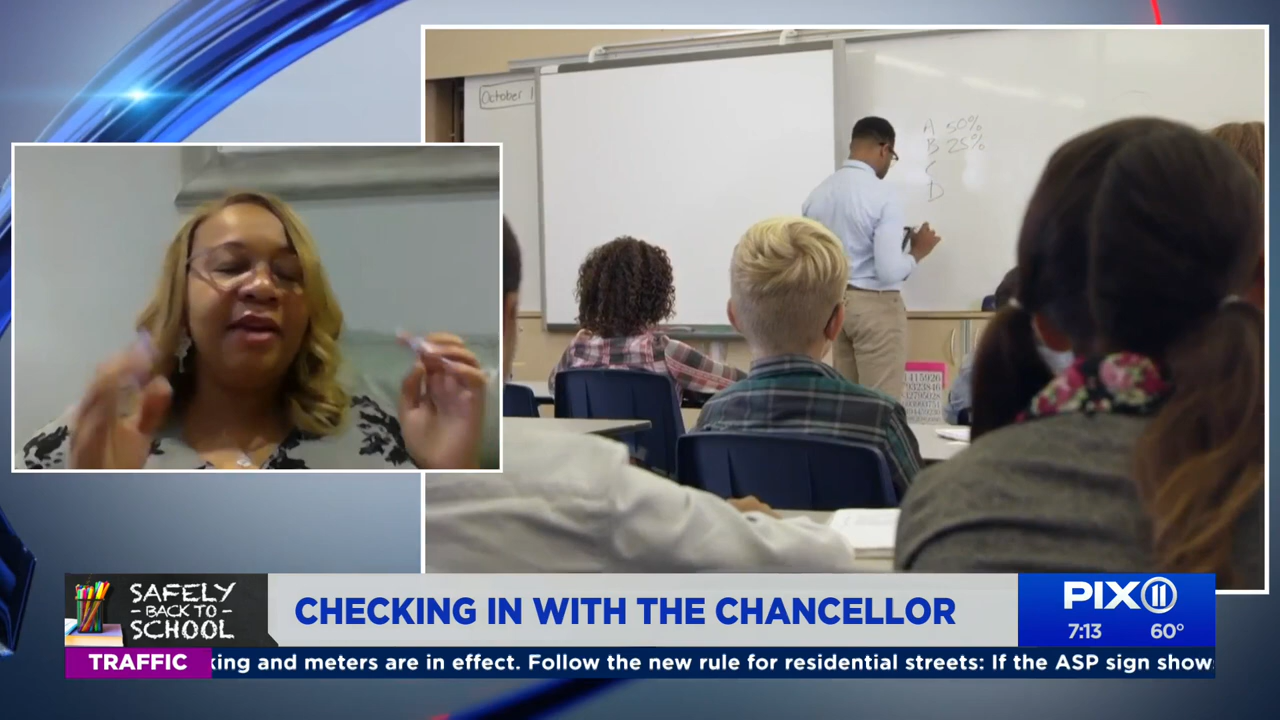 October 1
A 50%
B 25%
C
D
SAFELY
- BACK TO -
SCHOOL
CHECKING IN WITH THE CHANCELLOR
PIX11
7:13 60°
TRAFFIC
king and meters are in effect. Follow the new rule for residential streets: If the ASP sign show